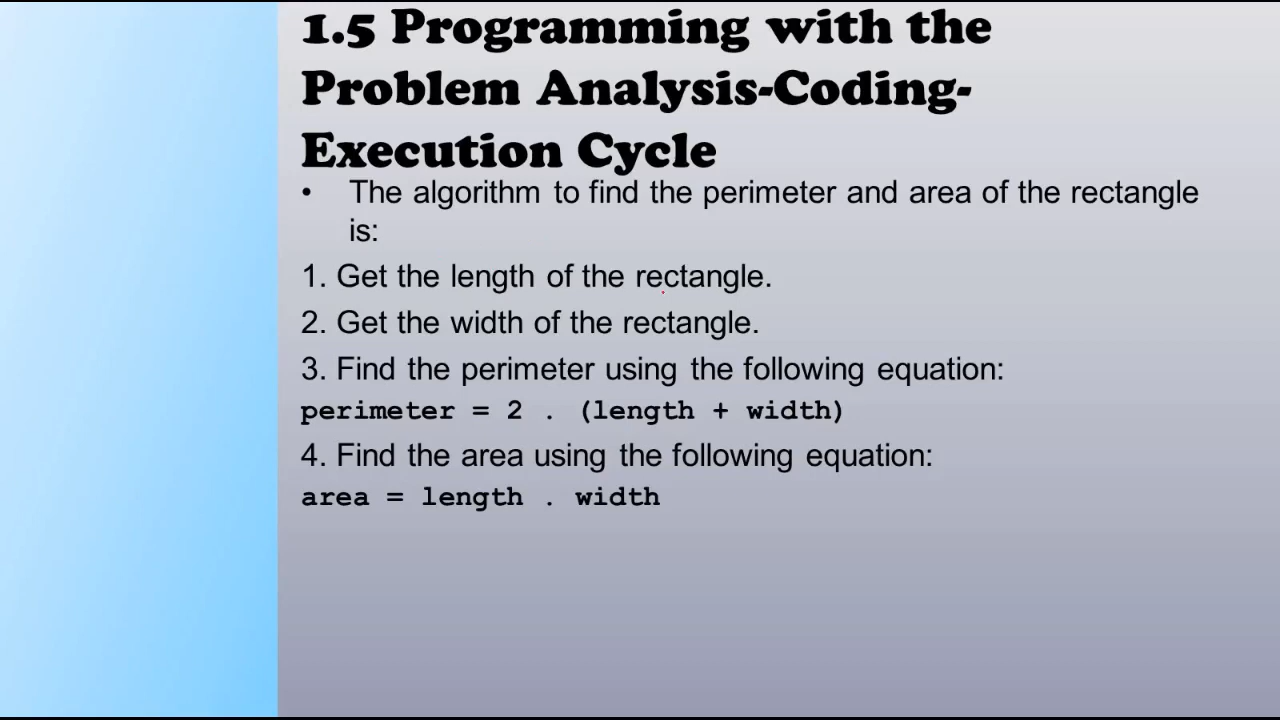 1.5 Programming with the
Problem Analysis-Coding-
Execution Cycle
• The algorithm to find the perimeter and area of the rectangle
is:
1. Get the length of the rectangle.
2. Get the width of the rectangle.
3. Find the perimeter using the following equation:
perimeter = 2 . (length + width)
4. Find the area using the following equation:
area = length . width